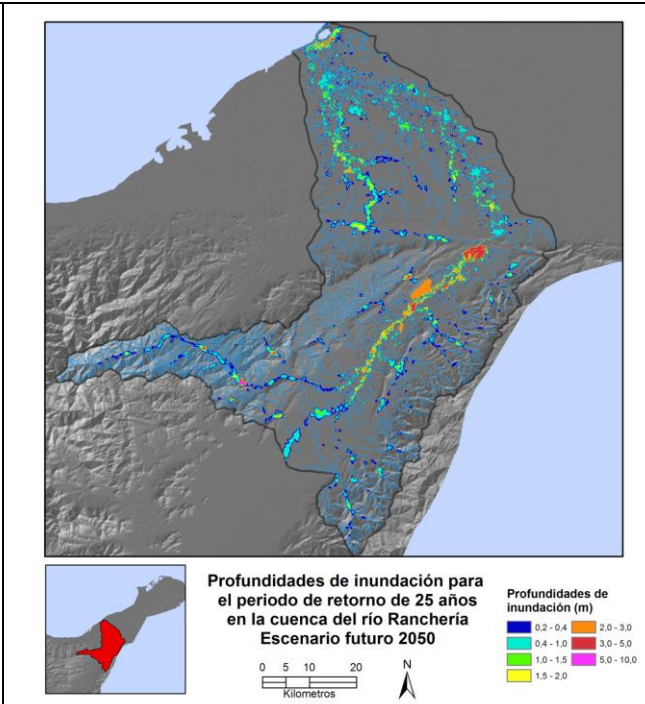 Profundidades de inundación para
el periodo de retorno de 25 años
en la cuenca del río Ranchería
Escenario futuro 2050
0 5 10 20
Kilometros
N
Profundidades de
inundación (m)
0,2 - 0,4
2,0 - 3,0
0,4 - 1,0
3,0 - 5,0
1,0 - 1,5
5,0 - 10,0
1,5 - 2,0